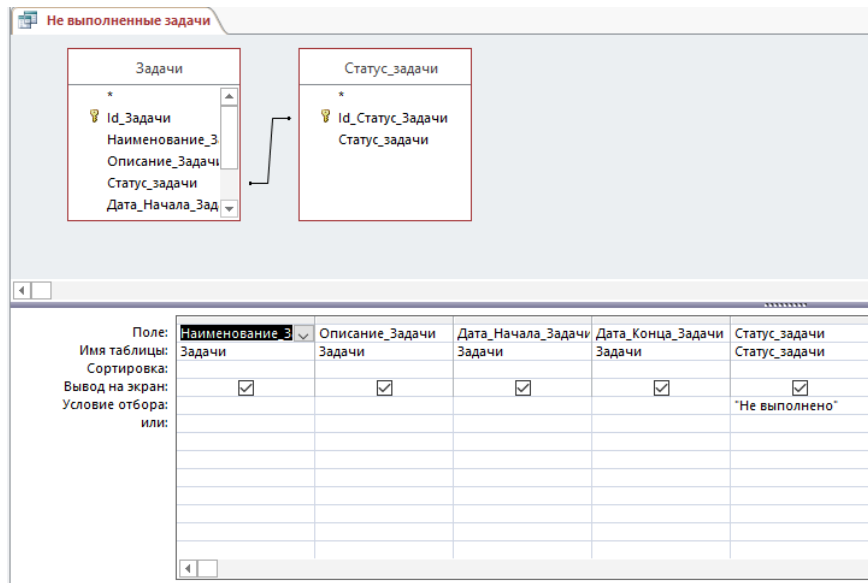 Не выполненные задачи
Задачи
*
Id_Задачи
Наименование_З
Описание_Задачи
Статус_задачи
Дата_Начала_Зад
Статус_задачи
*
Id_Статус_Задачи
Статус_задачи
Поле: Наименование_З Описание_Задачи Дата_Начала_Задачи Дата_Конца_Задачи Статус_задачи
Имя таблицы: Задачи Задачи Задачи Задачи Статус_задачи
Сортировка:
Вывод на экран:
Условие отбора: "Не выполнено"
или: